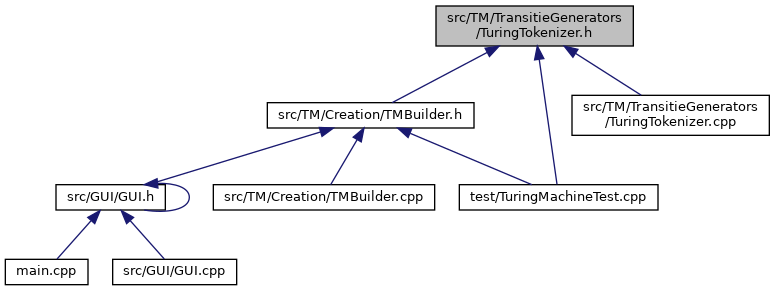 src/TM/TransitieGenerators
/TuringTokenizer.h
src/TM/Creation/TMBuilder.h
src/TM/TransitieGenerators
/TuringTokenizer.cpp
src/GUI/GUI.h
src/TM/Creation/TMBuilder.cpp
test/TuringMachineTest.cpp
main.cpp
src/GUI/GUI.cpp